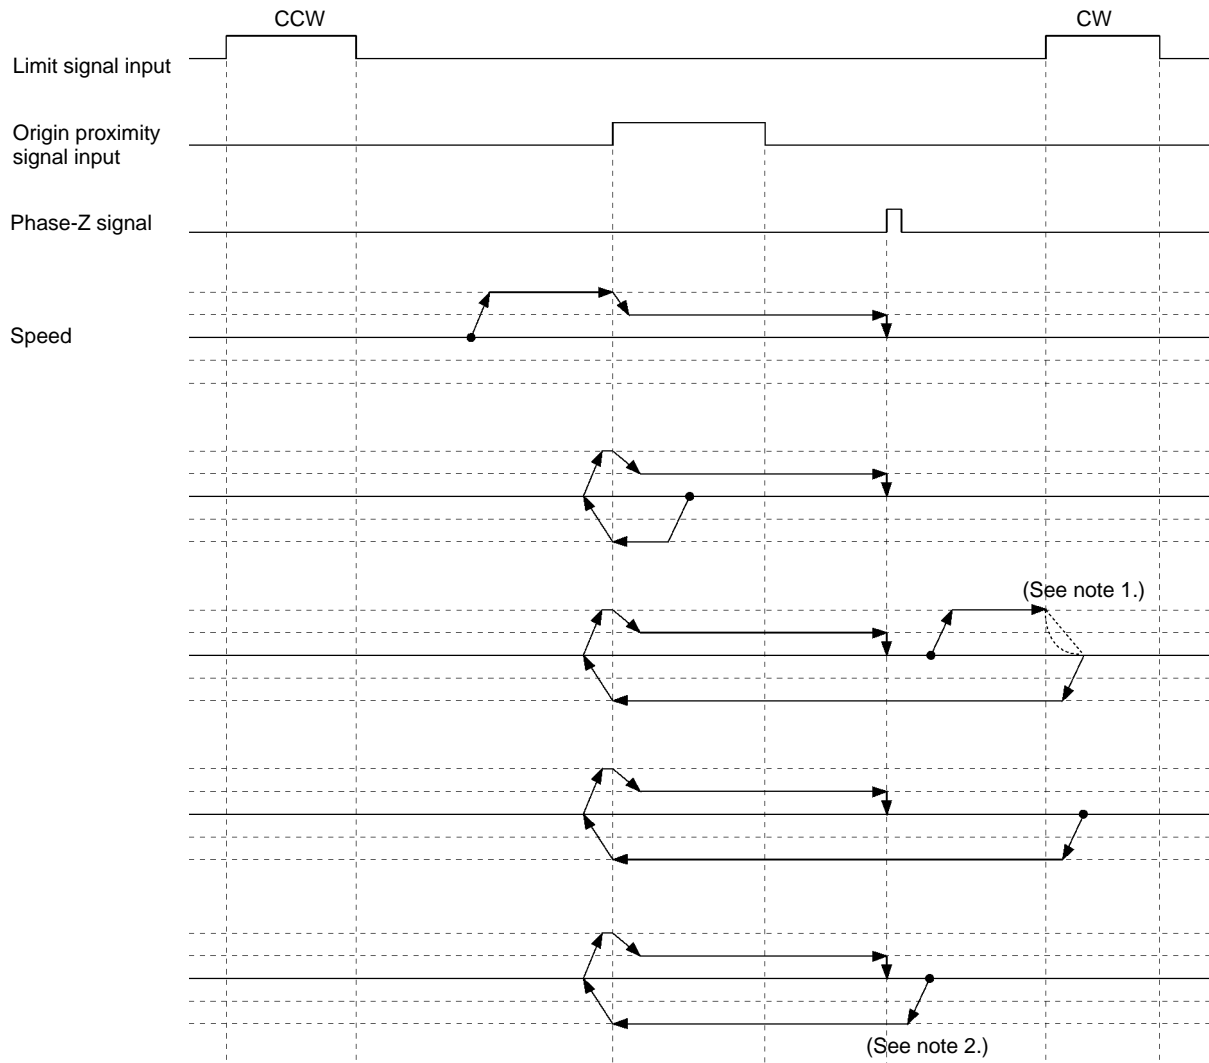 CCW
CW
Limit signal input
Origin proximity
signal input
Phase-Z signal
Speed
(See note 1.)
(See note 2.)